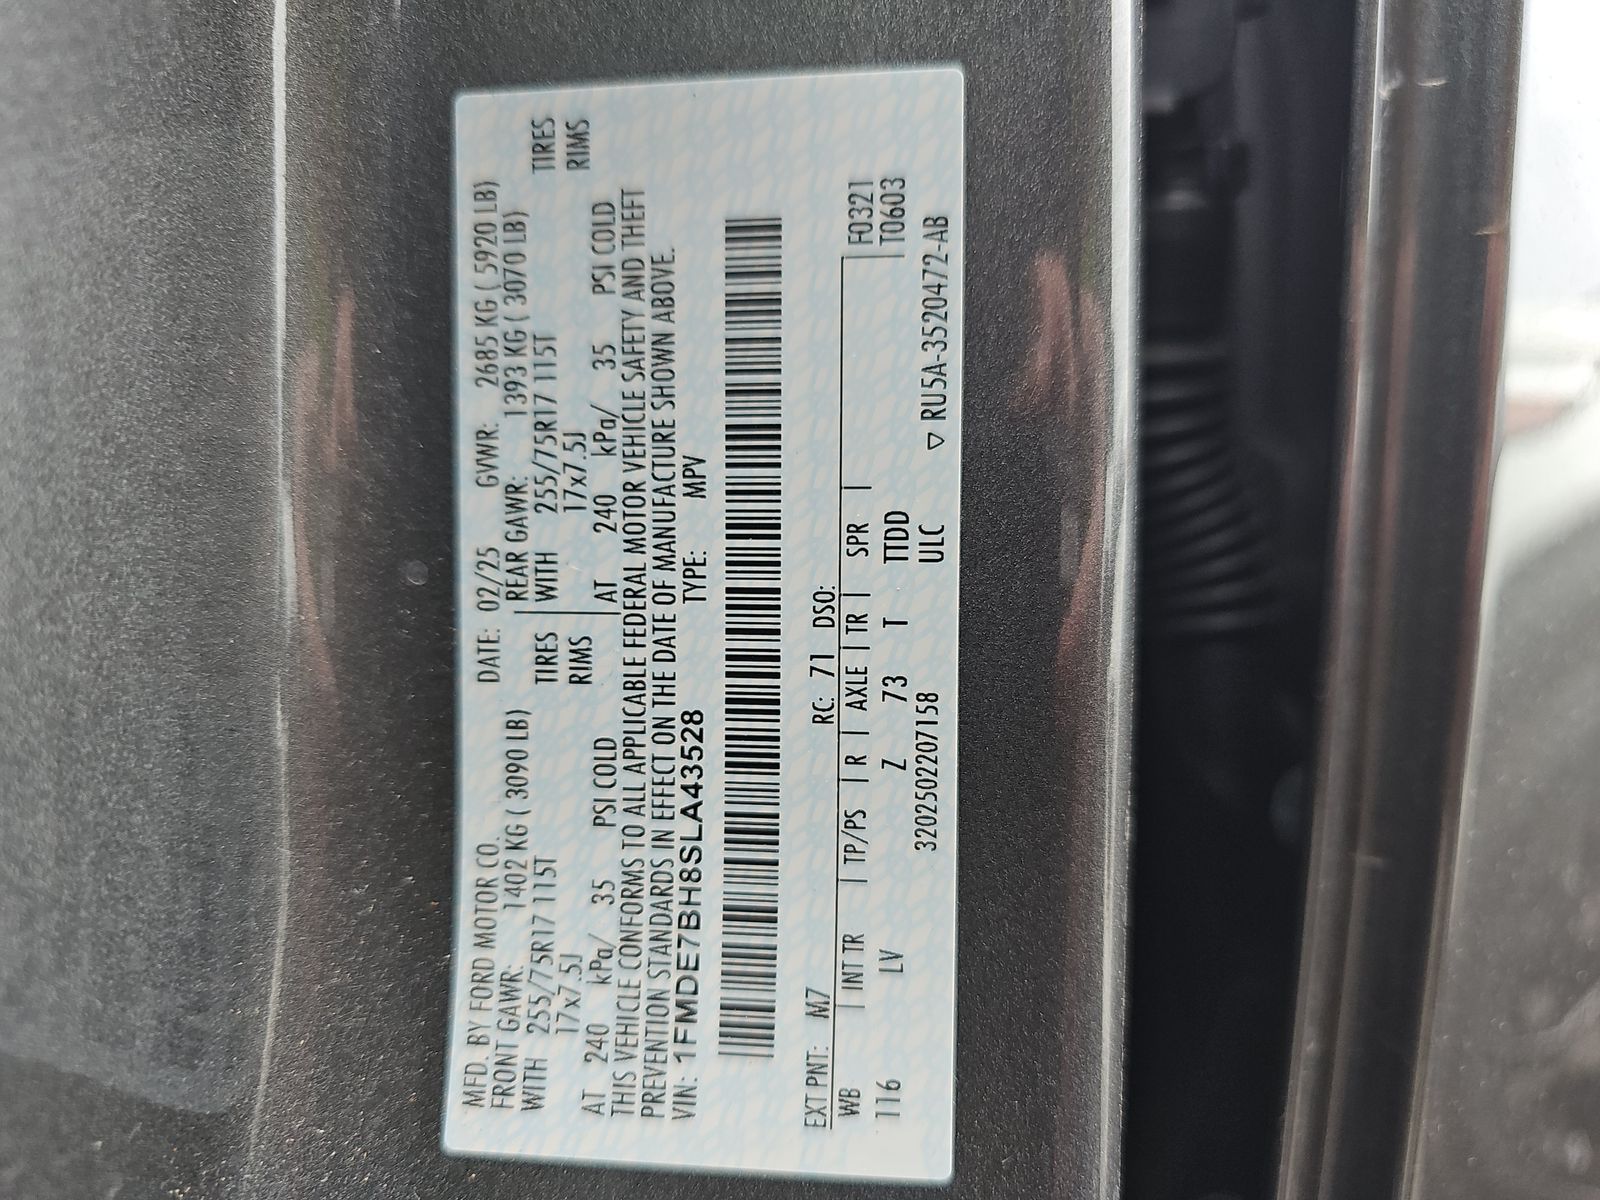 MFD. BY FORD MOTOR CO. DATE: 02/25 GVWR: 2685 KG ( 5920 LB)
FRONT GAWR: 1402 KG ( 3090 LB) REAR GAWR: 1393 KG ( 3070 LB)
WITH 255/75R17 115T TIRES WITH 255/75R17 115T TIRES
17x7.5J RIMS 17x7.5J RIMS
AT 240 kPa/ 35 PSI COLD AT 240 kPa/ 35 PSI COLD
THIS VEHICLE CONFORMS TO ALL APPLICABLE FEDERAL MOTOR VEHICLE SAFETY AND THEFT
PREVENTION STANDARDS IN EFFECT ON THE DATE OF MANUFACTURE SHOWN ABOVE.
VIN: 1FMDE7BH8SLA43528 TYPE: MPV
EXT PNT: M7 RC: 71 DSO:
WB | INT TR | TP/PS | R | AXLE | TR | SPR | F0321
116 LV Z 73 T TTDD T0603
3202502207158 ULC ▽ RU5A-3520472-AB